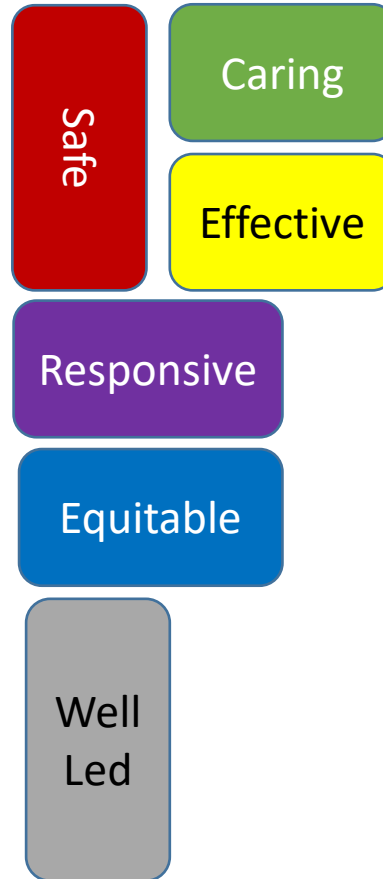 Safe
Caring
Effective
Responsive
Equitable
Well
Led